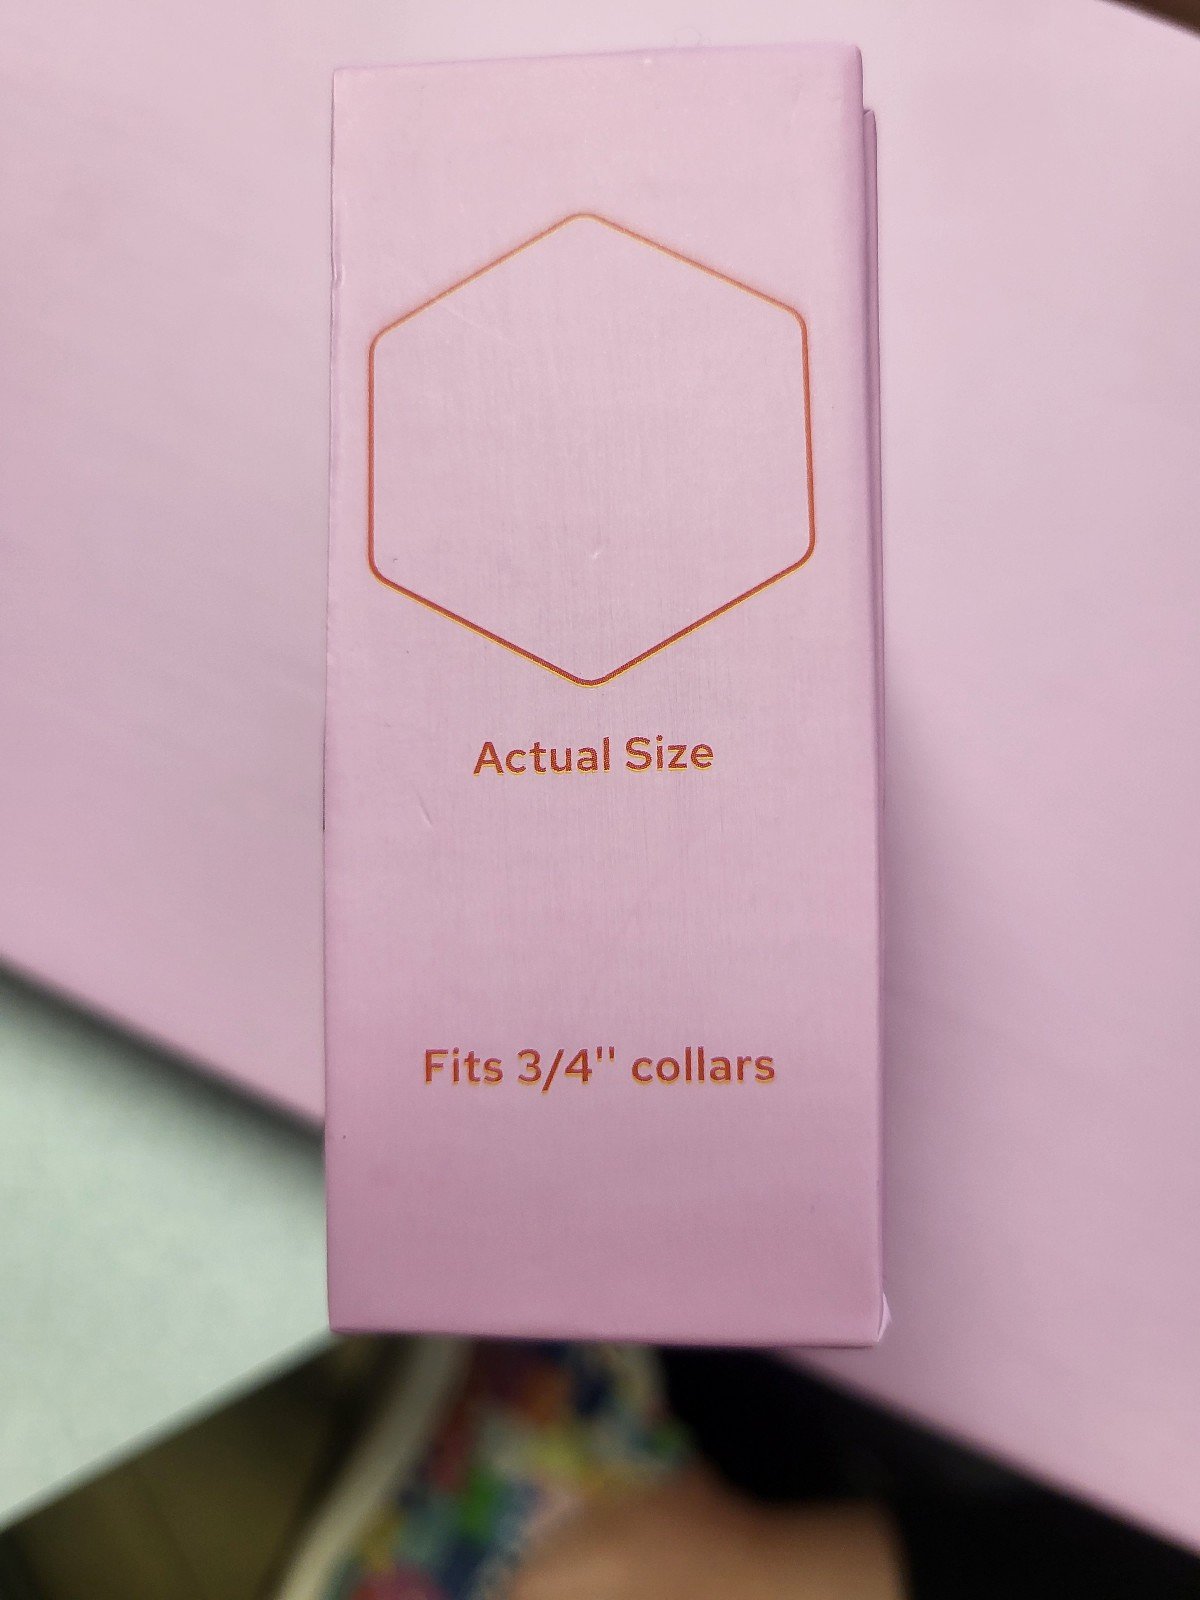 Actual Size
Fits 3/4" collars